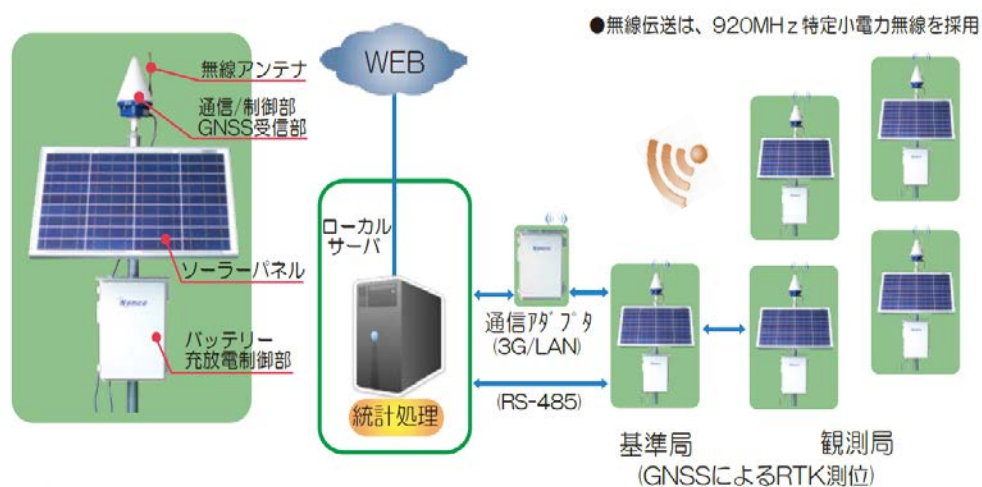 ●無線伝送は、920MHz特定小電力無線を採用
無線アンテナ
通信/制御部
GNSS受信部
ソーラーパネル
バッテリー
充放電制御部
WEB
ローカル
サーバ
統計処理
通信ｱﾀﾞﾌﾟﾀ
(3G/LAN)
(RS-485)
基準局
観測局
(GNSSによるRTK測位)